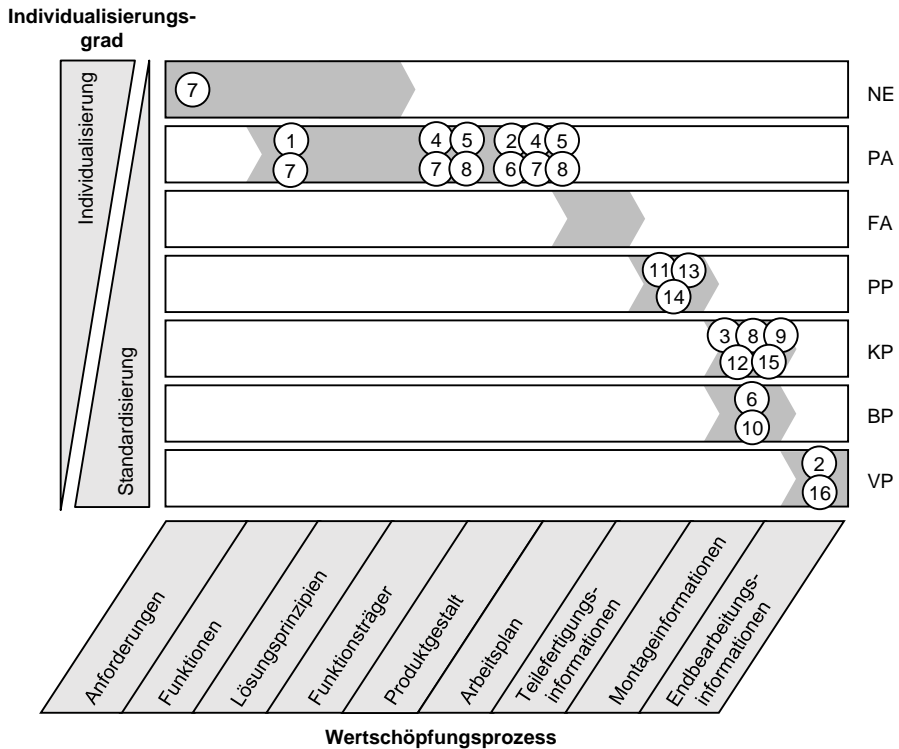 Individualisierungs-
grad
Individualisierung
Standardisierung
7
NE
1 4 5 2 4 5
7 7 8 6 7 8
PA
FA
11 13
14
PP
3 8 9
12 15
KP
6
10
BP
2
16
VP
Anforderungen
Funktionen
Lösungsprinzipien
Funktionsträger
Produktgestalt
Arbeitsplan
Teilefertigungs-
informationen
Montageinformationen
Endbearbeitungs-
informationen
Wertschöpfungsprozess